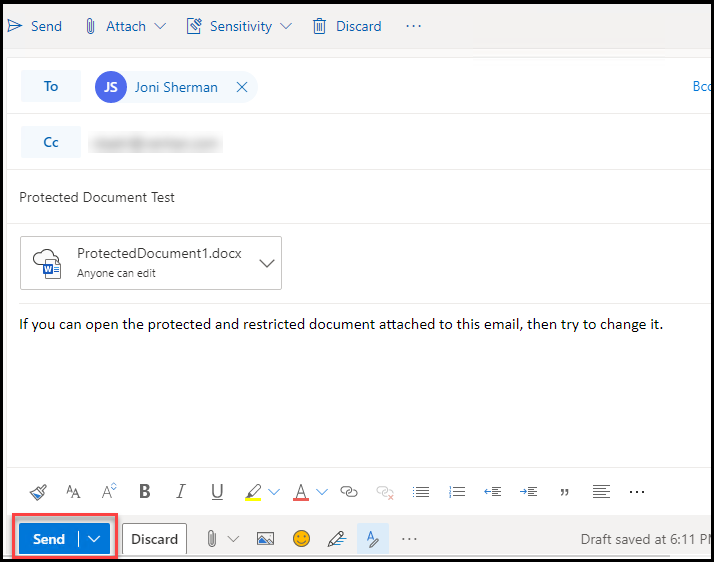 Send Attach Sensitivity Discard ...
To JS Joni Sherman Bcc
Cc
Protected Document Test
ProtectedDocument1.docx
Anyone can edit
If you can open the protected and restricted document attached to this email, then try to change it.
B I U A
Send Discard Draft saved at 6:11 PM